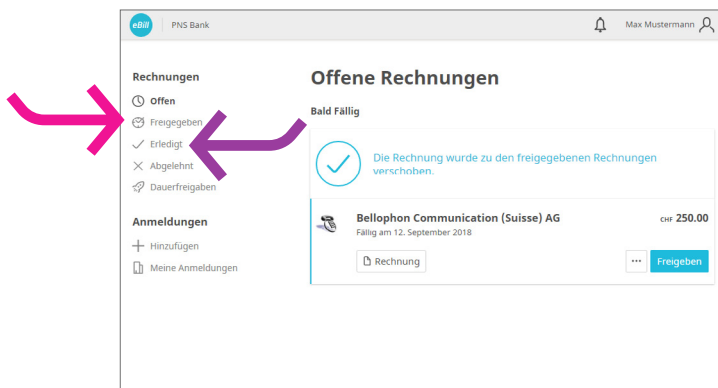 eBill PNS Bank Max Mustermann
Rechnungen
Offen
Freigegeben
Erledigt
Abgelehnt
Dauerfreigaben
Anmeldungen
Hinzufügen
Meine Anmeldungen
Offene Rechnungen
Bald Fällig
Die Rechnung wurde zu den freigegebenen Rechnungen
verschoben.
Bellophon Communication (Suisse) AG CHF 250.00
Fällig am 12. September 2018
Rechnung ··· Freigeben